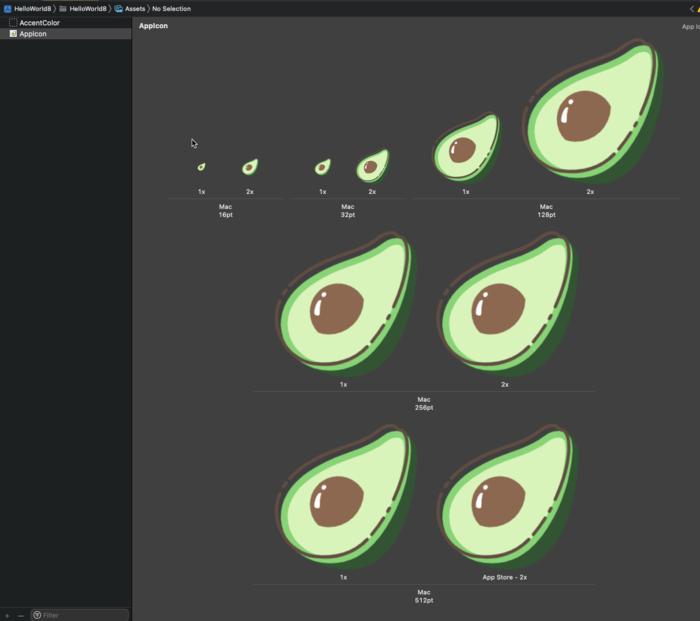 HelloWorld8 〉 HelloWorld8 〉 Assets 〉 No Selection
AccentColor
AppIcon
AppIcon
App Ic
1x
2x
1x
2x
1x
2x
Mac
16pt
Mac
32pt
Mac
128pt
1x
2x
Mac
256pt
1x
App Store - 2x
Mac
512pt
Filter